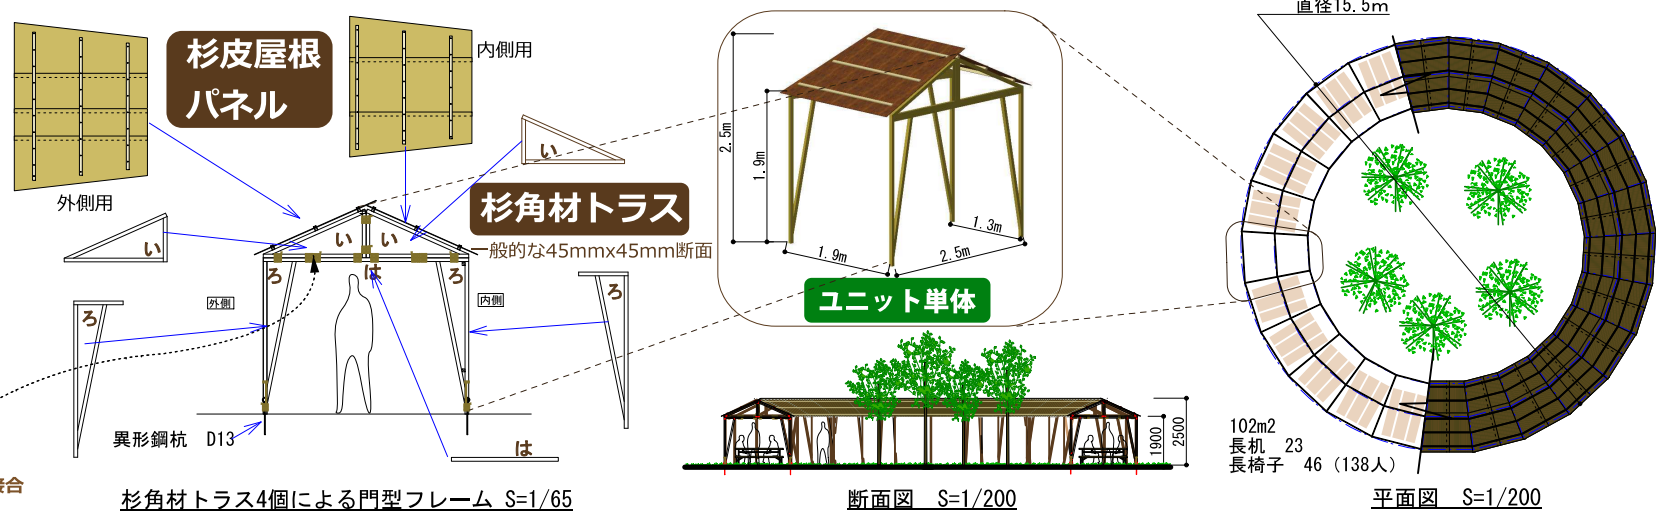 杉皮屋根
パネル
内側用
外側用
い
杉角材トラス
一般的な45mmx45mm断面
い
い
い
ろ
は
ろ
ろ
ろ
外側
内側
異形鋼杭 D13
は
接合
杉角材トラス4個による門型フレーム S=1/65
2.5m
1.9m
1.3m
1.9m
2.5m
ユニット単体
1900
2500
断面図 S=1/200
直径15.5m
102m2
長机 23
長椅子 46 (138人)
平面図 S=1/200